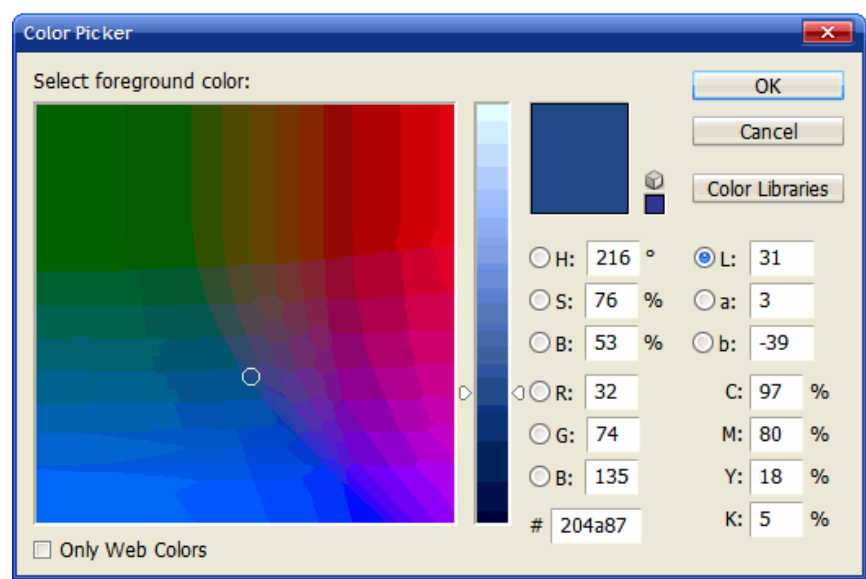 Color Picker
Select foreground color:
OK
Cancel
Color Libraries
H: 216 ° L: 31
S: 76 % a: 3
B: 53 % b: -39
R: 32 C: 97 %
G: 74 M: 80 %
B: 135 Y: 18 %
# 204a87 K: 5 %
Only Web Colors